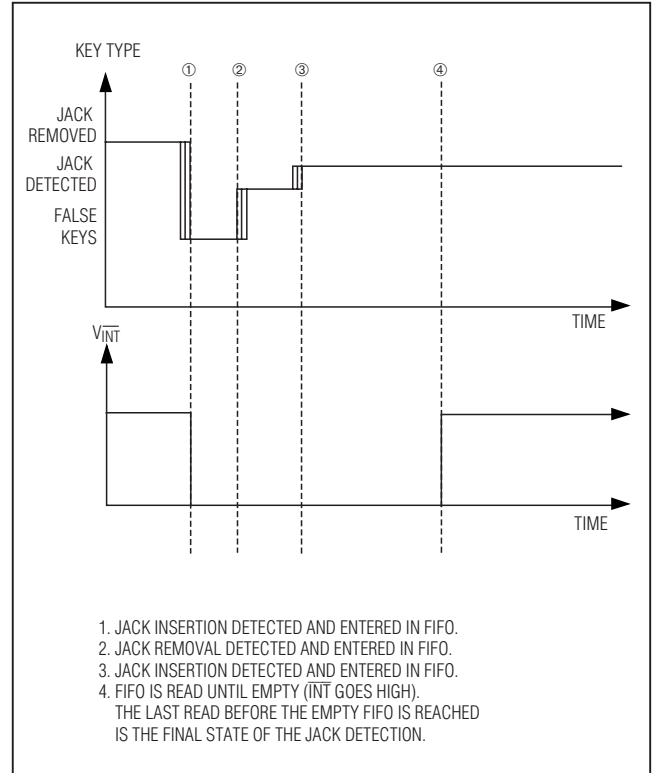 KEY TYPE
① ② ③ ④
JACK
REMOVED
JACK
DETECTED
FALSE
KEYS
TIME
V̅I̅N̅T̅
TIME
1. JACK INSERTION DETECTED AND ENTERED IN FIFO.
2. JACK REMOVAL DETECTED AND ENTERED IN FIFO.
3. JACK INSERTION DETECTED AND ENTERED IN FIFO.
4. FIFO IS READ UNTIL EMPTY (I̅N̅T̅ GOES HIGH).
THE LAST READ BEFORE THE EMPTY FIFO IS REACHED
IS THE FINAL STATE OF THE JACK DETECTION.